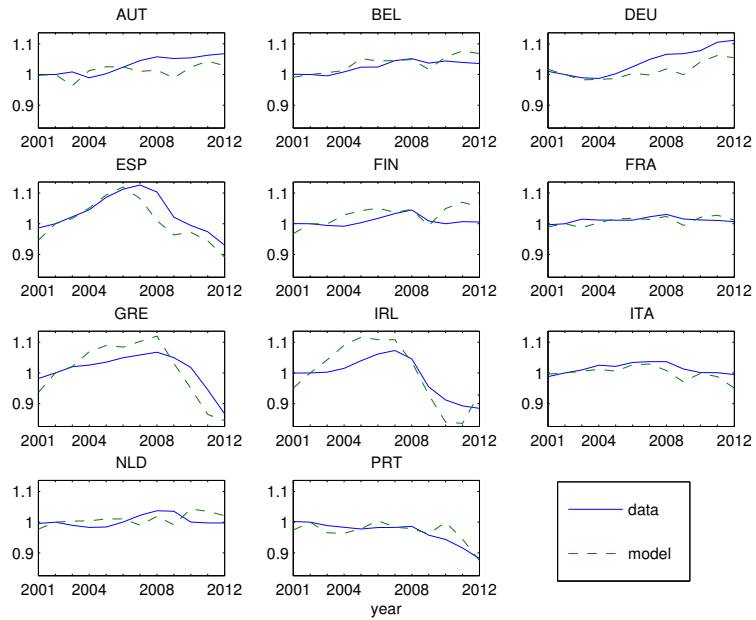 AUT BEL DEU
1.1 1.1 1.1
1 1 1
0.9 0.9 0.9
2001 2004 2008 2012 2001 2004 2008 2012 2001 2004 2008 2012
ESP FIN FRA
1.1 1.1 1.1
1 1 1
0.9 0.9 0.9
2001 2004 2008 2012 2001 2004 2008 2012 2001 2004 2008 2012
GRE IRL ITA
1.1 1.1 1.1
1 1 1
0.9 0.9 0.9
2001 2004 2008 2012 2001 2004 2008 2012 2001 2004 2008 2012
NLD PRT
1.1 1.1
1 1
0.9 0.9
2001 2004 2008 2012 2001 2004 2008 2012
year
data
model